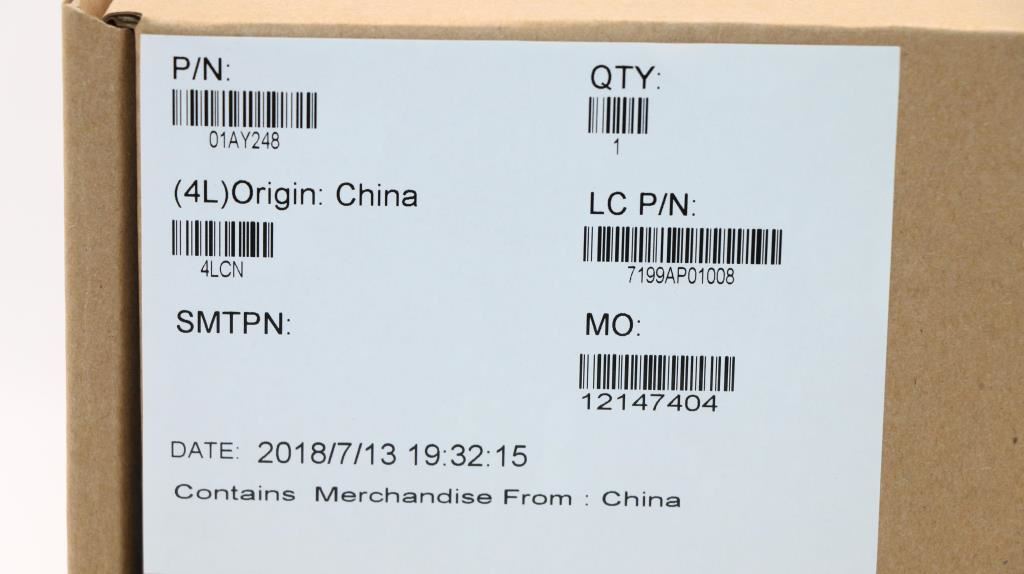 P/N:
01AY248
QTY:
1
(4L)Origin: China
4LCN
LC P/N:
7199AP01008
SMTPN:
MO:
12147404
DATE: 2018/7/13 19:32:15
Contains Merchandise From : China